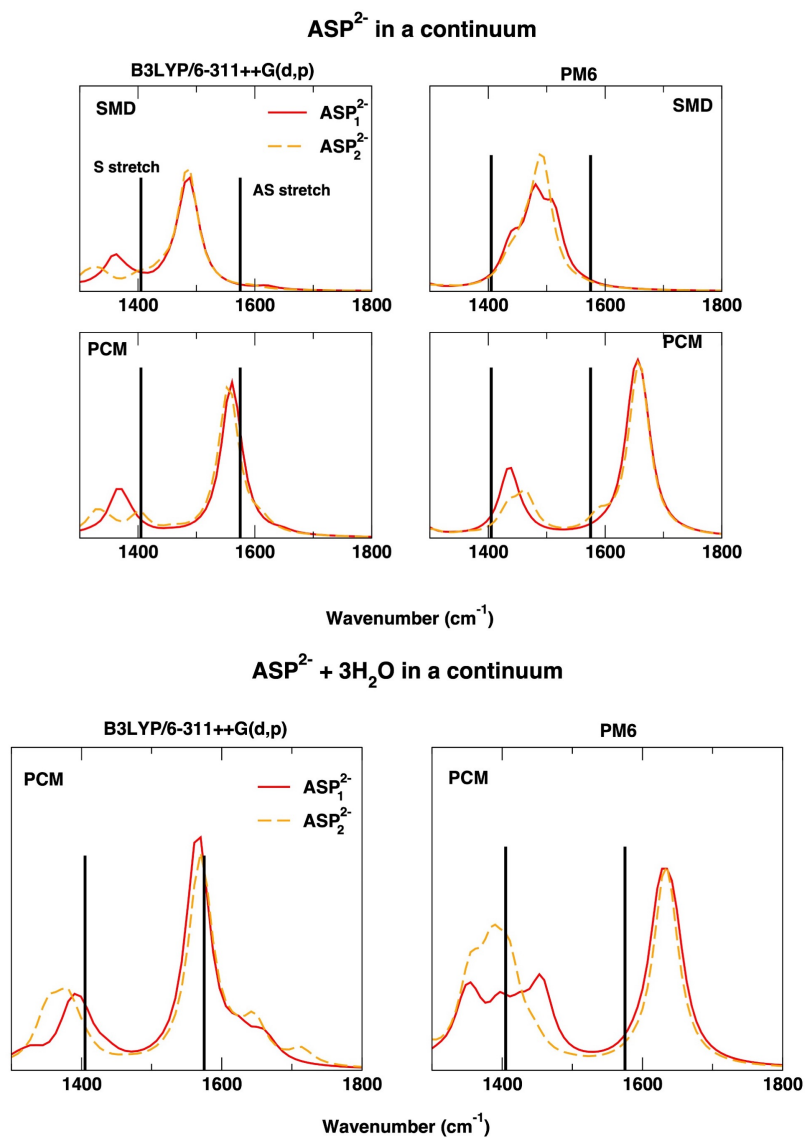 ASP²⁻ in a continuum
B3LYP/6-311++G(d,p)
PM6
SMD
ASP₁²⁻
ASP₂²⁻
S stretch
AS stretch
SMD
1400 1600 1800
1400 1600 1800
PCM
PCM
1400 1600 1800
1400 1600 1800
Wavenumber (cm⁻¹)
ASP²⁻ + 3H₂O in a continuum
B3LYP/6-311++G(d,p)
PM6
PCM
ASP₁²⁻
ASP₂²⁻
PCM
1400 1600 1800
1400 1600 1800
Wavenumber (cm⁻¹)